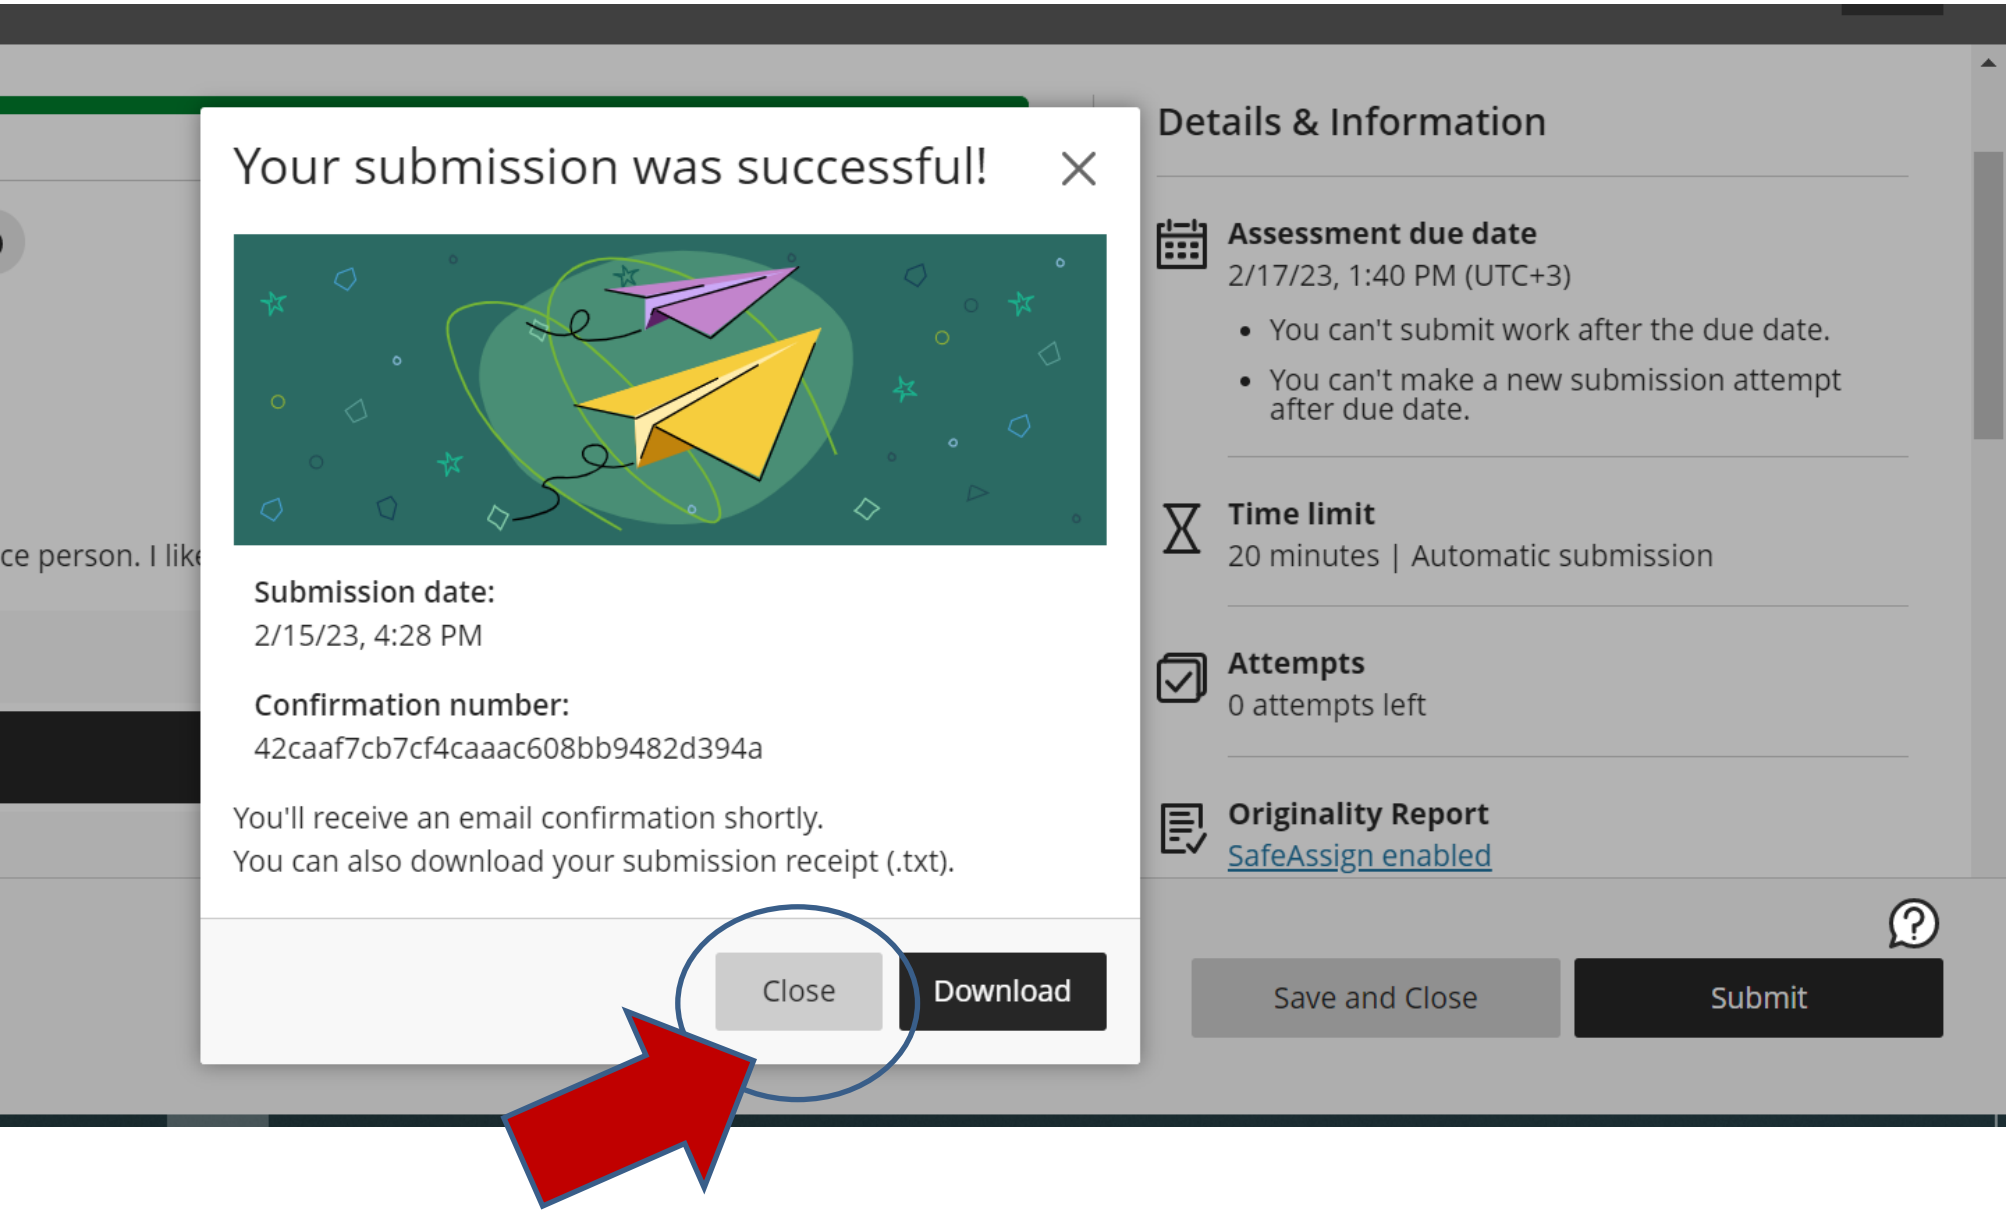 Your submission was successful!
Submission date:
2/15/23, 4:28 PM
Confirmation number:
42caaf7cb7cf4caaac608bb9482d394a
You'll receive an email confirmation shortly.
You can also download your submission receipt (.txt).
Close
Download
ce person. I like
Details & Information
Assessment due date
2/17/23, 1:40 PM (UTC+3)
• You can't submit work after the due date.
• You can't make a new submission attempt
after due date.
Time limit
20 minutes | Automatic submission
Attempts
0 attempts left
Originality Report
SafeAssign enabled
Save and Close
Submit